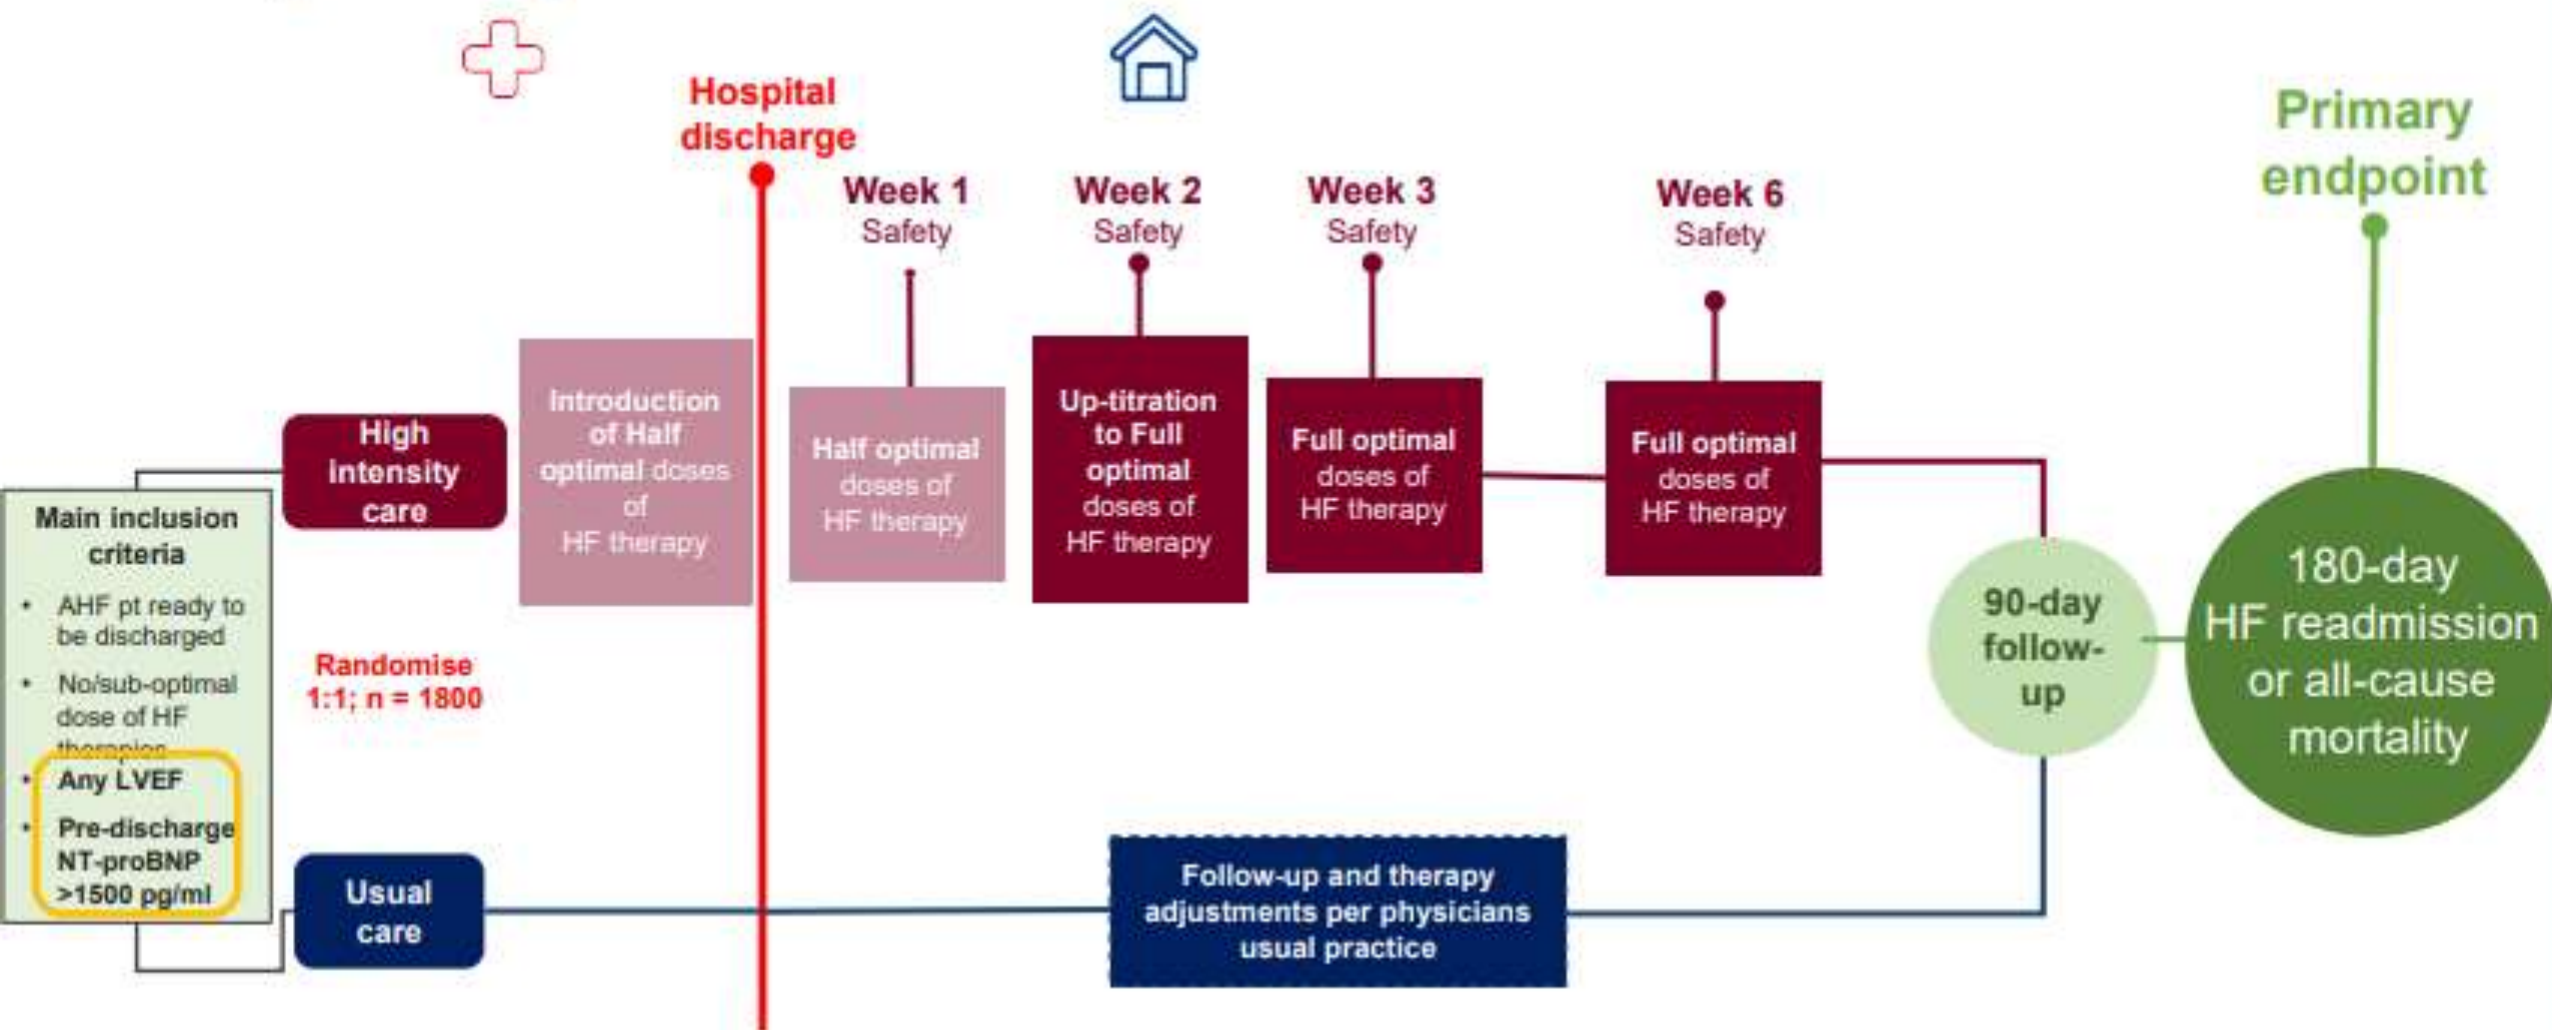 Hospital
discharge
Primary
endpoint
Week 1
Safety
Week 2
Safety
Week 3
Safety
Week 6
Safety
Main inclusion
criteria
• AHF pt ready to
be discharged
• No/sub-optimal
dose of HF
therapies
• Any LVEF
• Pre-discharge
NT-proBNP
>1500 pg/ml
High
intensity
care
Introduction
of Half
optimal doses
of
HF therapy
Half optimal
doses of
HF therapy
Up-titration
to Full
optimal
doses of
HF therapy
Full optimal
doses of
HF therapy
Full optimal
doses of
HF therapy
Randomise
1:1; n = 1800
Usual
care
Follow-up and therapy
adjustments per physicians
usual practice
90-day
follow-
up
180-day
HF readmission
or all-cause
mortality